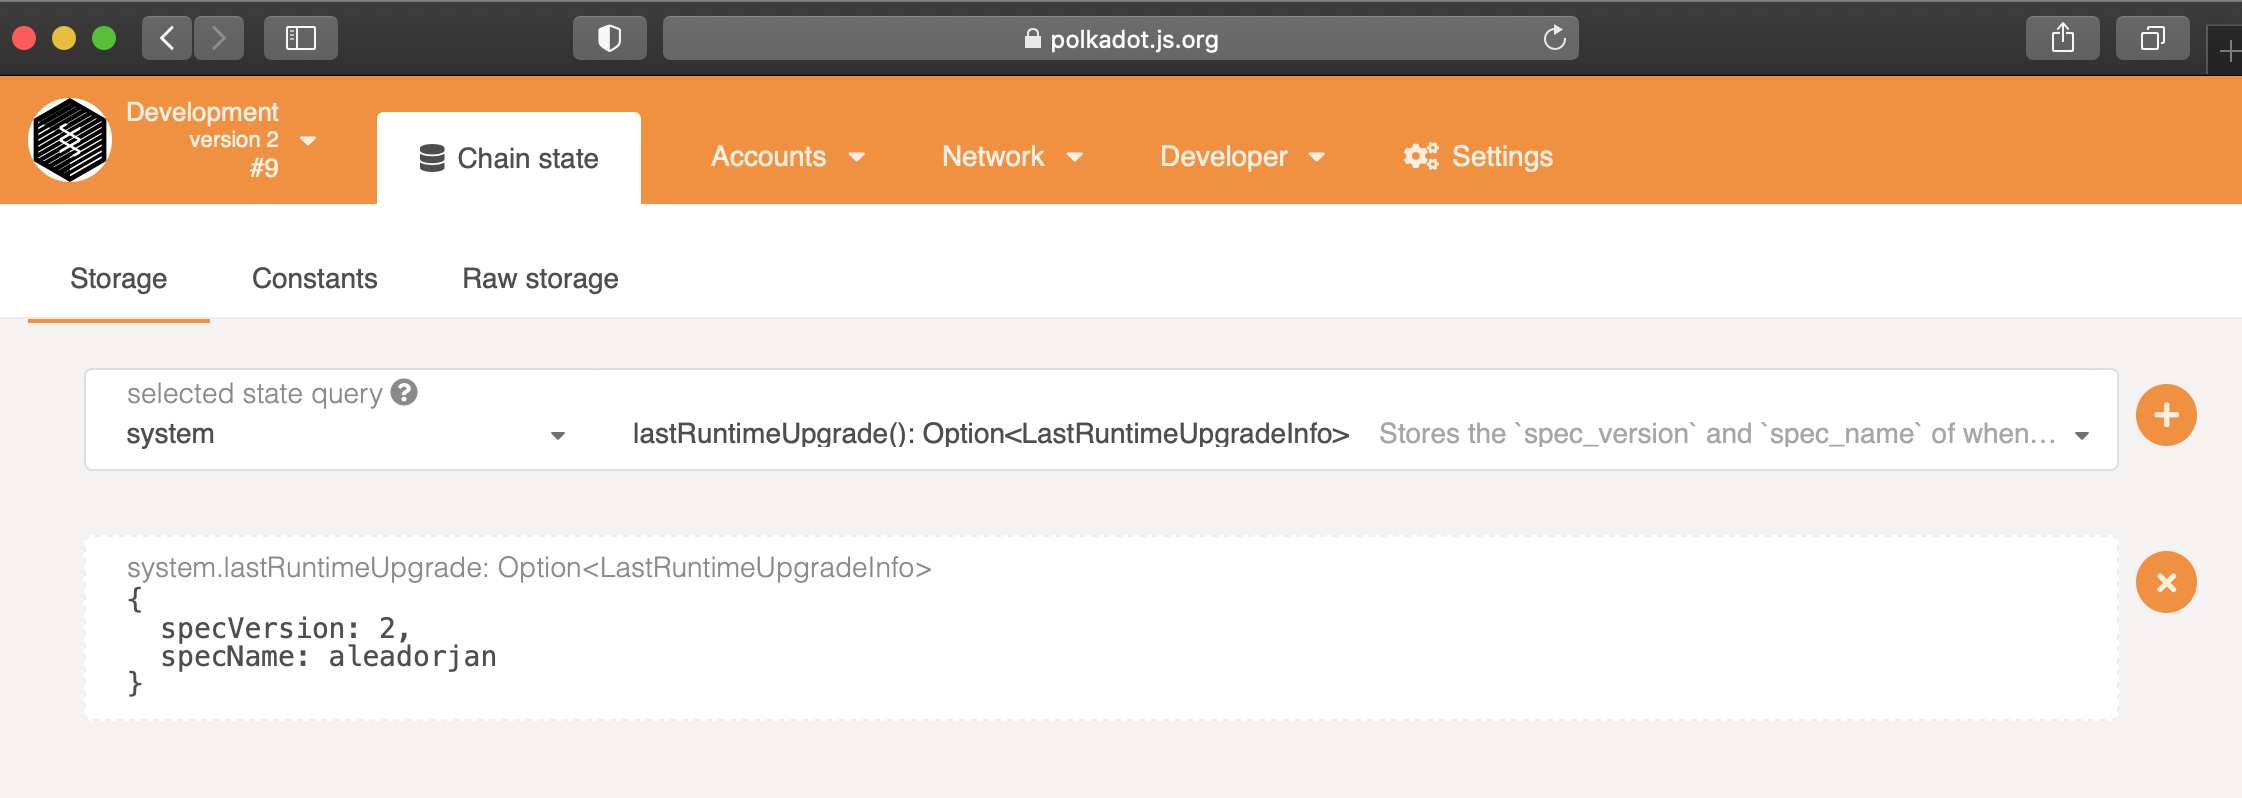 polkadot.js.org
Development
version 2
#9
Chain state
Accounts
Network
Developer
Settings
Storage
Constants
Raw storage
selected state query
system
lastRuntimeUpgrade(): Option<LastRuntimeUpgradeInfo> Stores the `spec_version` and `spec_name` of when…
system.lastRuntimeUpgrade: Option<LastRuntimeUpgradeInfo>
{
specVersion: 2,
specName: aleadorjan
}